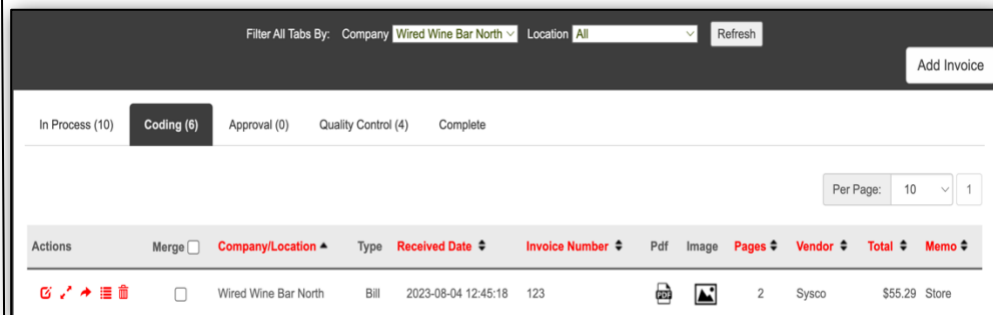 Filter All Tabs By: Company Wired Wine Bar North Location All Refresh
Add Invoice
In Process (10) Coding (6) Approval (0) Quality Control (4) Complete
Per Page: 10 1
Actions Merge Company/Location Type Received Date Invoice Number Pdf Image Pages Vendor Total Memo
Wired Wine Bar North Bill 2023-08-04 12:45:18 123 PDF 2 Sysco $55.29 Store